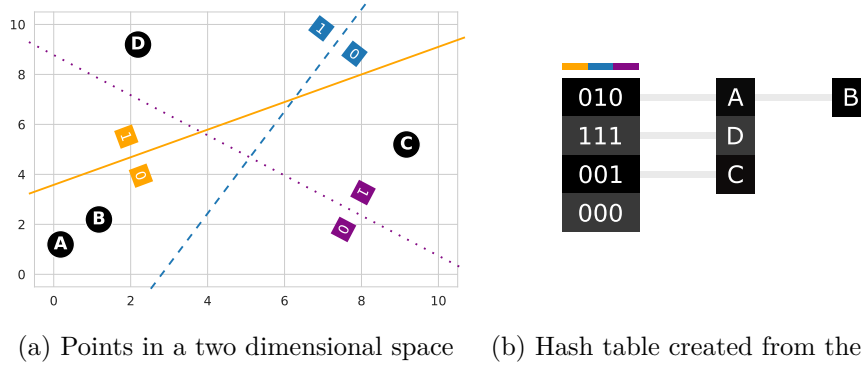 10
8
6
4
2
0
0
2
4
6
8
10
D
1
0
1
0
C
1
0
B
A
010 A B
111 D
001 C
000
(a) Points in a two dimensional space
(b) Hash table created from the